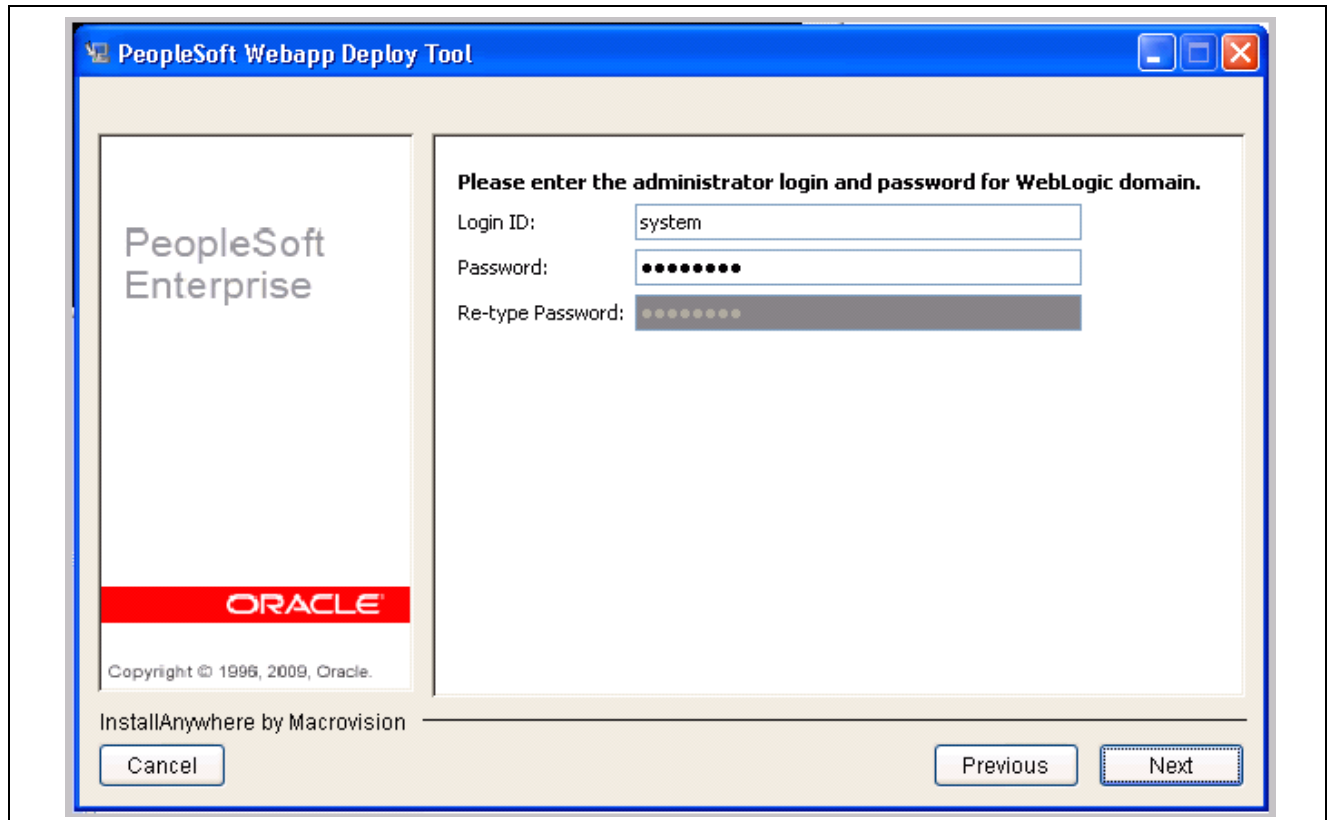 PeopleSoft Webapp Deploy Tool
PeopleSoft
Enterprise
ORACLE
Copyright © 1996, 2009, Oracle.
Please enter the administrator login and password for WebLogic domain.
Login ID: system
Password: ●●●●●●●●
Re-type Password: ●●●●●●●●
InstallAnywhere by Macrovision
Cancel Previous Next